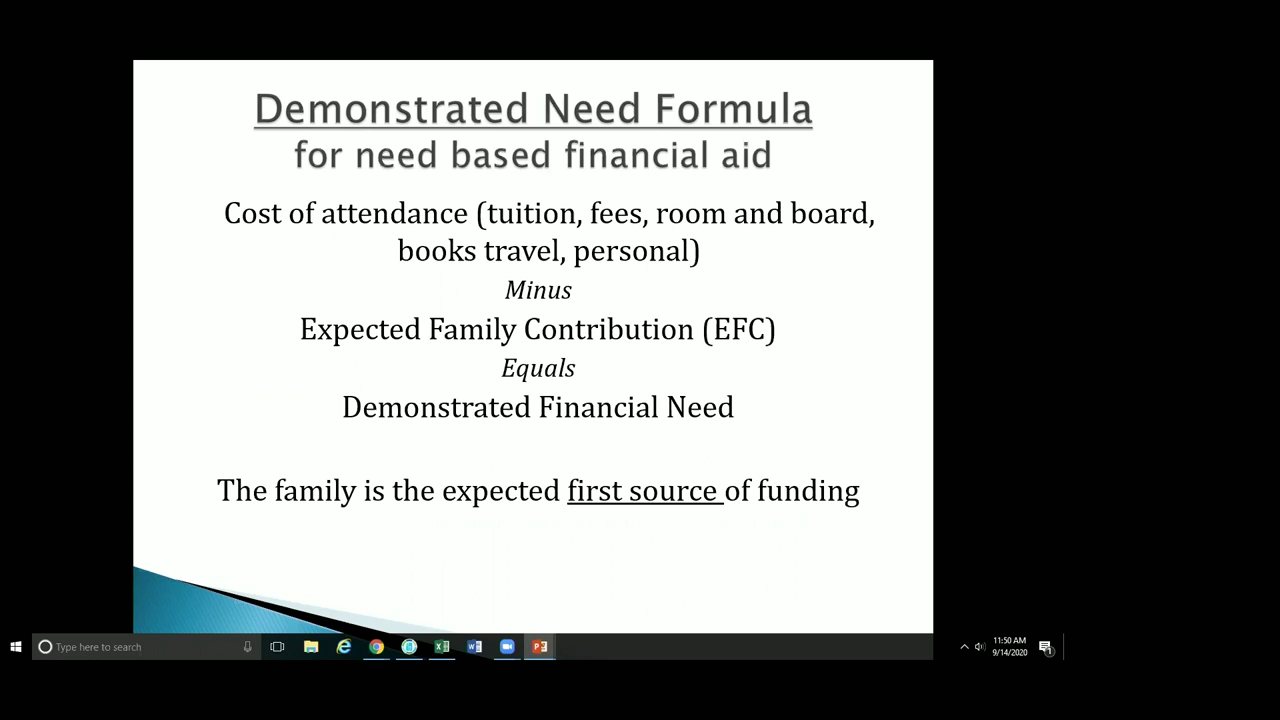 Demonstrated Need Formula
for need based financial aid
Cost of attendance (tuition, fees, room and board,
books travel, personal)
Minus
Expected Family Contribution (EFC)
Equals
Demonstrated Financial Need
The family is the expected first source of funding
Type here to search
11:50 AM
9/14/2020
1